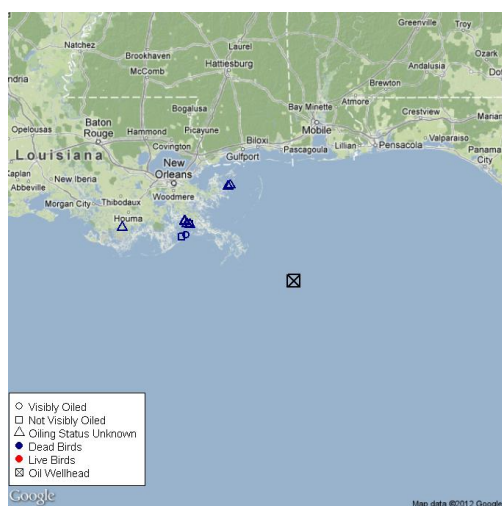 Natchez
Laurel
Greenville
Troy
Brookhaven
Andalusia
Ozark
McComb
Hattiesburg
Brewton
Bogalusa
Bay Minette
Atmore
Crestview
Baton Rouge
Hammond
Picayune
Mobile
Marian
Opelousas
Covington
Biloxi
Lillian
Pensacola
Valparaiso
Louisiana
Gulfport
Pascagoula
Panama City
Kaplan
New Iberia
New Orleans
Abbeville
Woodmere
Morgan City
Thibodaux
Houma
Visibly Oiled
Not Visibly Oiled
Oiling Status Unknown
Dead Birds
Live Birds
Oil Wellhead
Google
Map data ©2012 Google